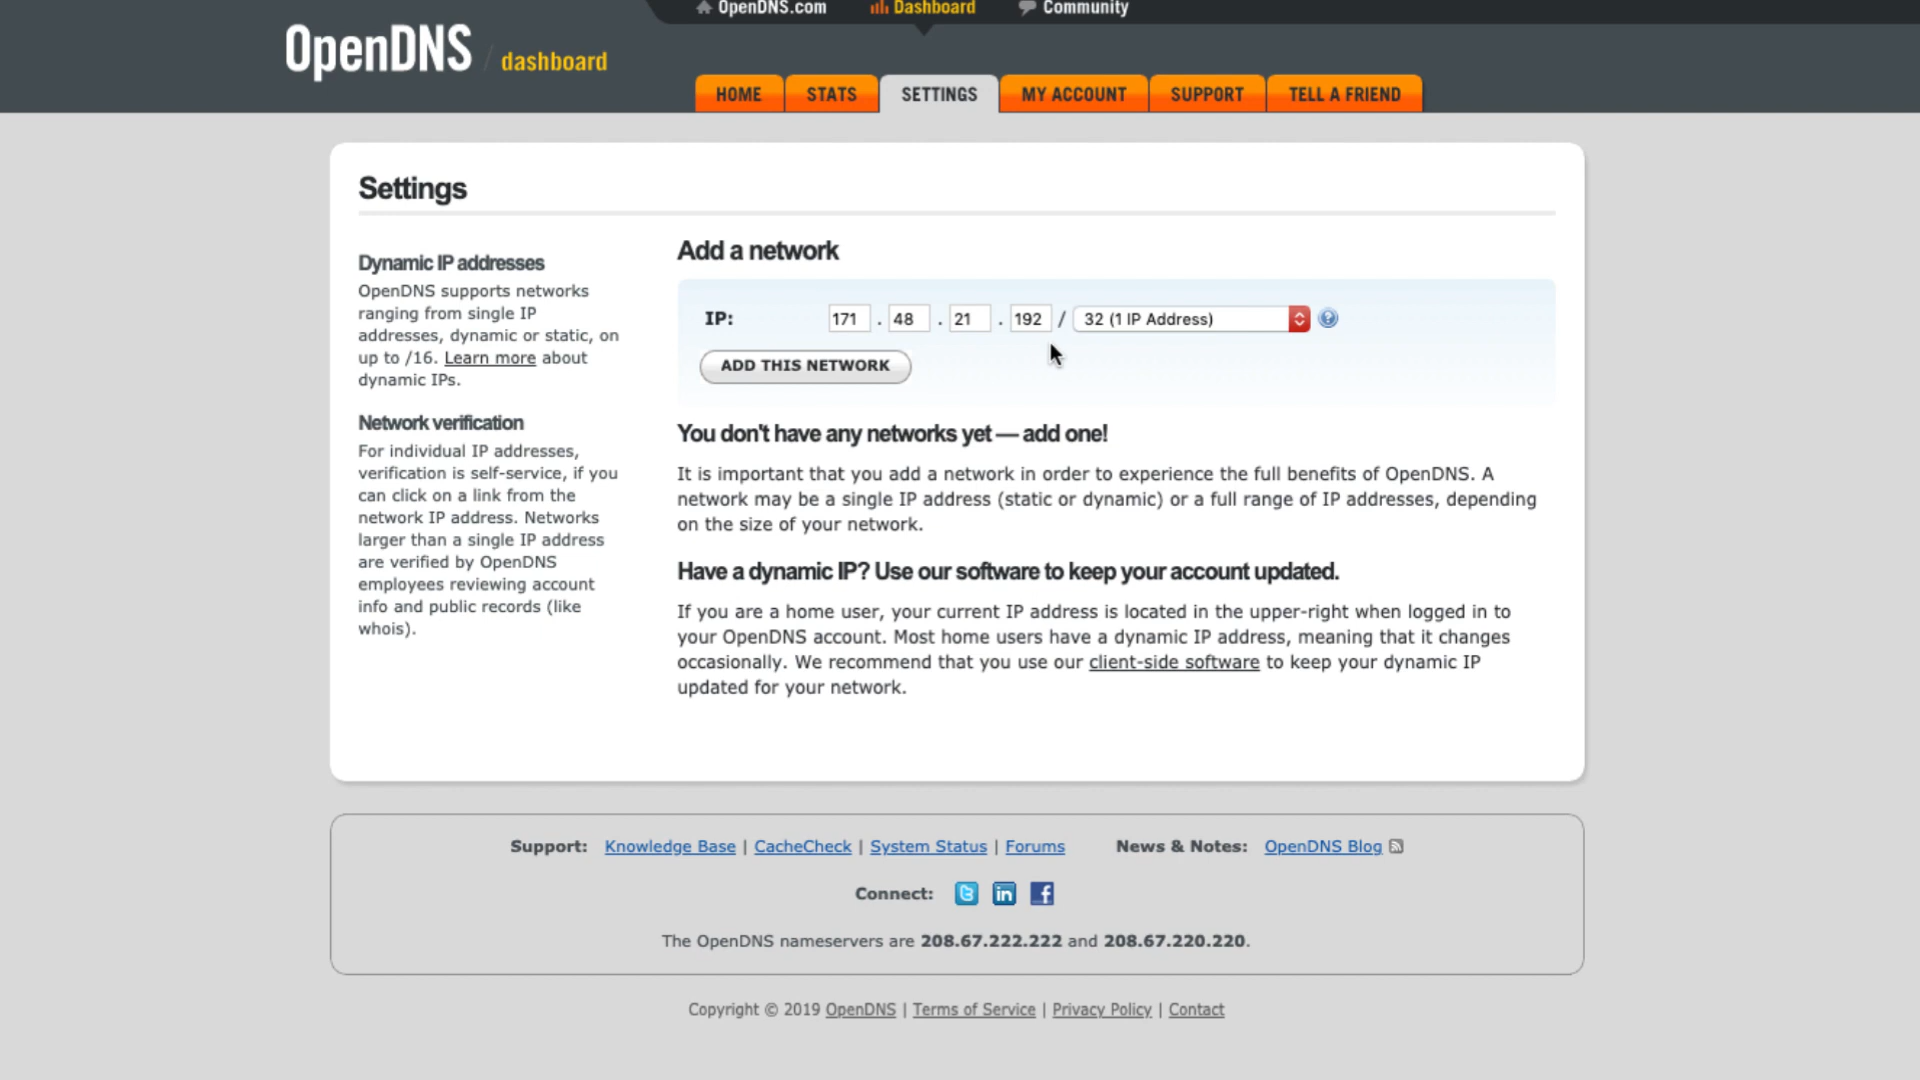 OpenDNS.com Dashboard Community
OpenDNS / dashboard
HOME STATS SETTINGS MY ACCOUNT SUPPORT TELL A FRIEND
Settings
Dynamic IP addresses
OpenDNS supports networks
ranging from single IP
addresses, dynamic or static, on
up to /16. Learn more about
dynamic IPs.
Network verification
For individual IP addresses,
verification is self-service, if you
can click on a link from the
network IP address. Networks
larger than a single IP address
are verified by OpenDNS
employees reviewing account
info and public records (like
whois).
Add a network
IP: 171 . 48 . 21 . 192 / 32 (1 IP Address) ?
ADD THIS NETWORK
You don't have any networks yet — add one!
It is important that you add a network in order to experience the full benefits of OpenDNS. A
network may be a single IP address (static or dynamic) or a full range of IP addresses, depending
on the size of your network.
Have a dynamic IP? Use our software to keep your account updated.
If you are a home user, your current IP address is located in the upper-right when logged in to
your OpenDNS account. Most home users have a dynamic IP address, meaning that it changes
occasionally. We recommend that you use our client-side software to keep your dynamic IP
updated for your network.
Support: Knowledge Base | CacheCheck | System Status | Forums News & Notes: OpenDNS Blog
Connect: t in f
The OpenDNS nameservers are 208.67.222.222 and 208.67.220.220.
Copyright © 2019 OpenDNS | Terms of Service | Privacy Policy | Contact